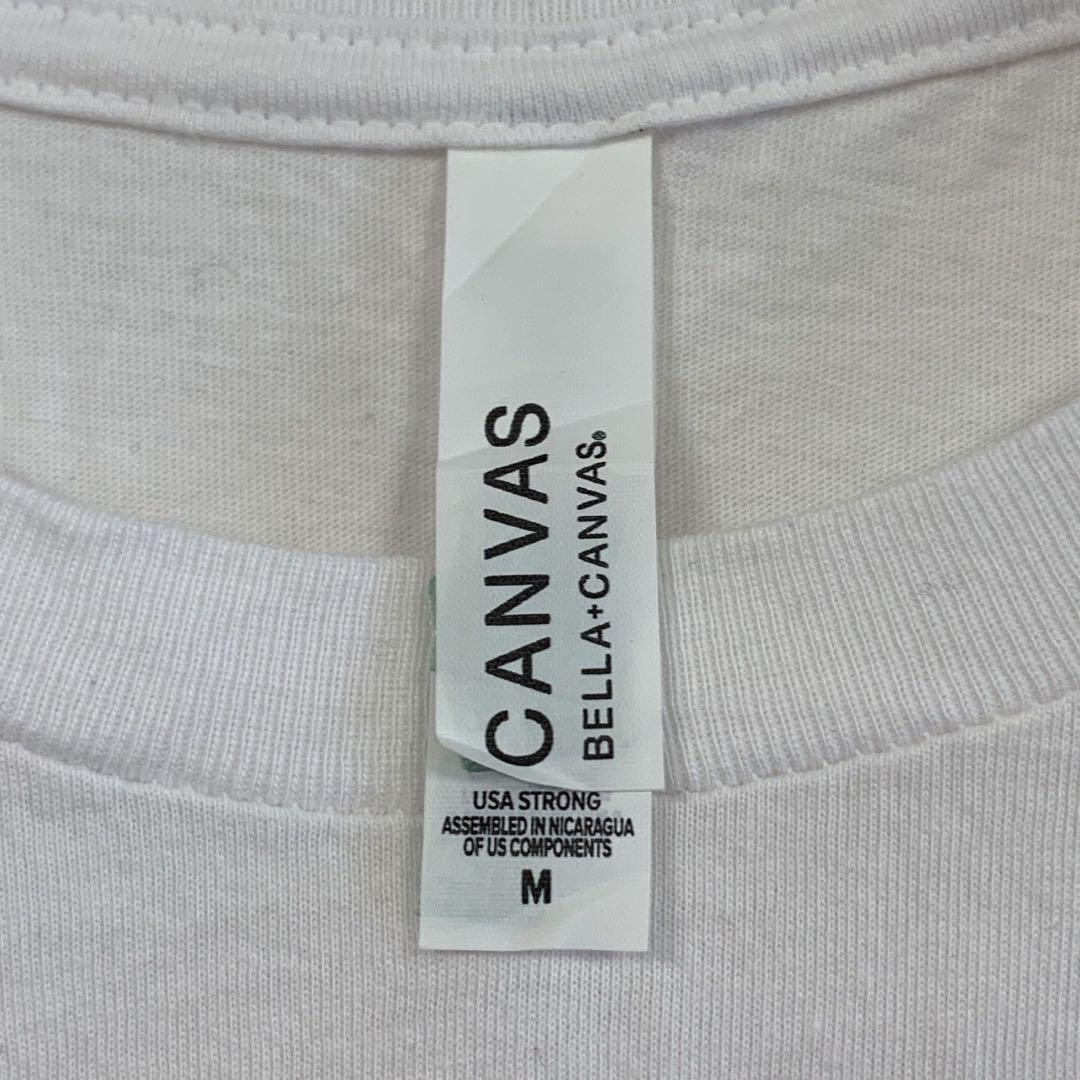 CANVAS
BELLA+CANVAS®
USA STRONG
ASSEMBLED IN NICARAGUA
OF US COMPONENTS
M